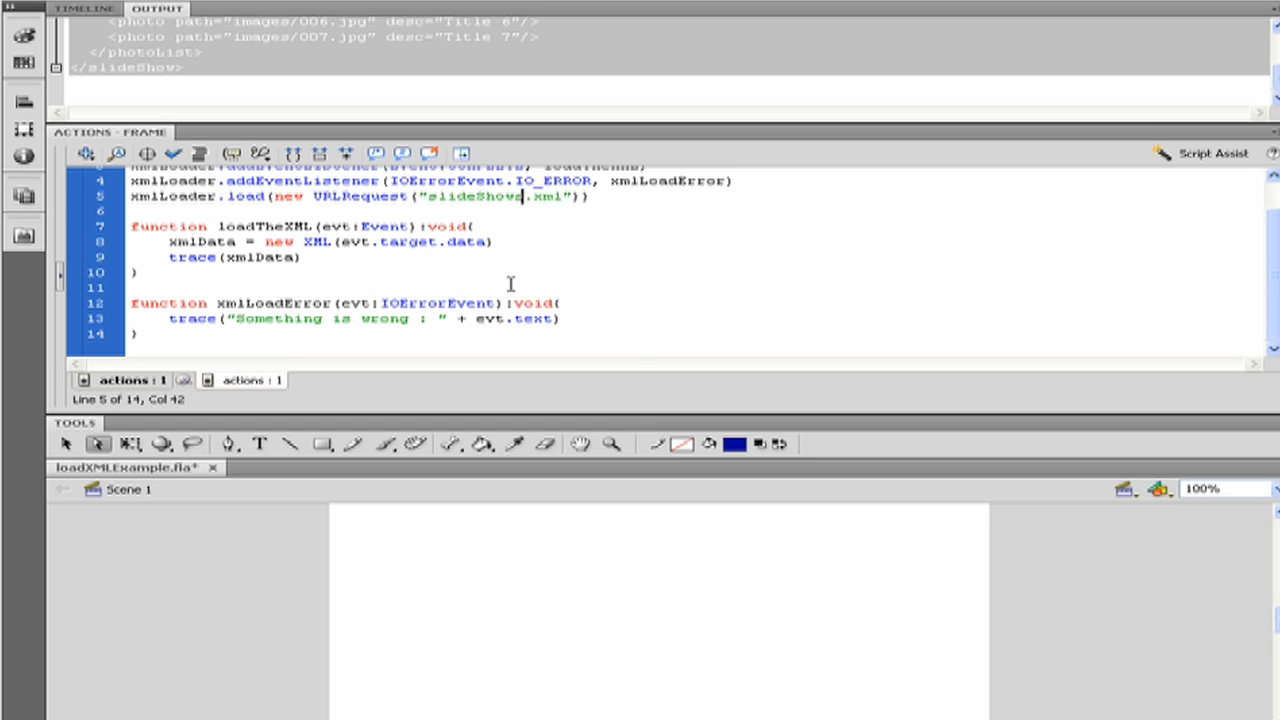 TIMELINE OUTPUT
<photo path="images/006.jpg" desc="Title 6"/>
<photo path="images/007.jpg" desc="Title 7"/>
</photoList>
</slideShow>
ACTIONS - FRAME
Script Assist
4 xmlLoader.addEventListener(IOErrorEvent.IO_ERROR, xmlLoadError)
5 xmlLoader.load(new URLRequest("slideShows.xml"))
6
7 function loadTheXML(evt:Event):void{
8 xmlData = new XML(evt.target.data)
9 trace(xmlData)
10 }
11
12 function xmlLoadError(evt:IOErrorEvent):void{
13 trace("Something is wrong : " + evt.text)
14 }
actions : 1 actions : 1
Line 5 of 14, Col 42
TOOLS
loadXMLExample.fla*
Scene 1 100%